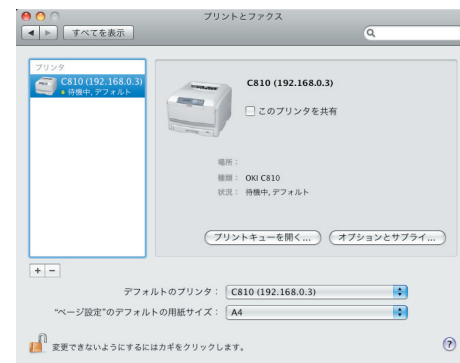 プリントとファクス
すべてを表示
プリンタ
C810 (192.168.0.3)
待機中, デフォルト
C810 (192.168.0.3)
このプリンタを共有
場所：
種類： OKI C810
状況： 待機中, デフォルト
プリントキューを開く... オプションとサプライ...
+ −
デフォルトのプリンタ： C810 (192.168.0.3)
"ページ設定"のデフォルトの用紙サイズ： A4
変更できないようにするにはカギをクリックします。 ?